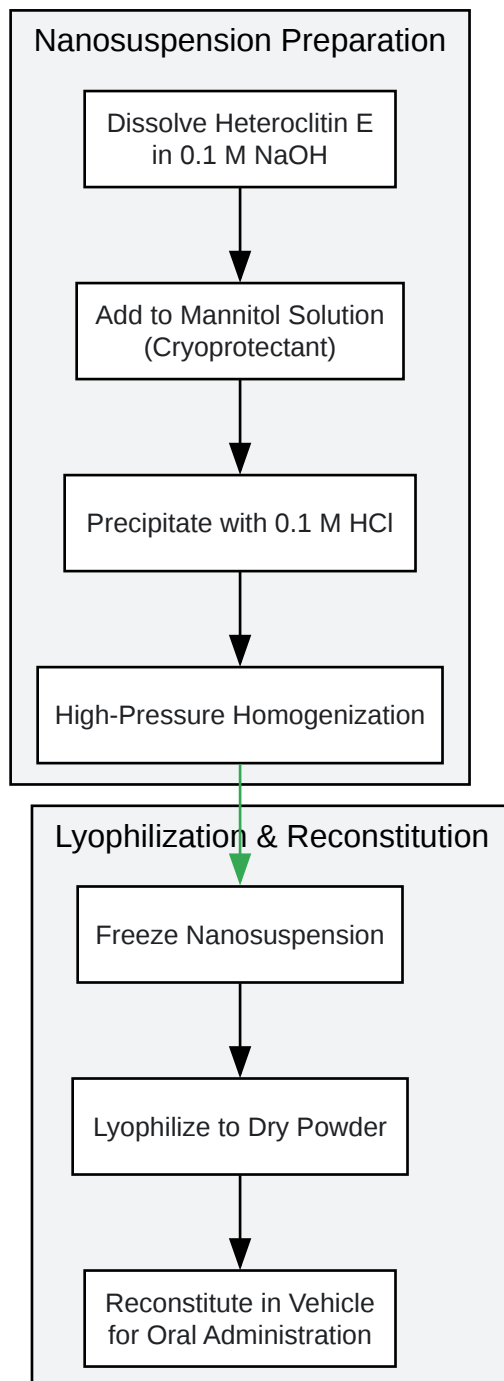 Nanosuspension Preparation
Dissolve Heteroclitin E
in 0.1 M NaOH
Add to Mannitol Solution
(Cryoprotectant)
Precipitate with 0.1 M HCl
High-Pressure Homogenization
Lyophilization & Reconstitution
Freeze Nanosuspension
Lyophilize to Dry Powder
Reconstitute in Vehicle
for Oral Administration